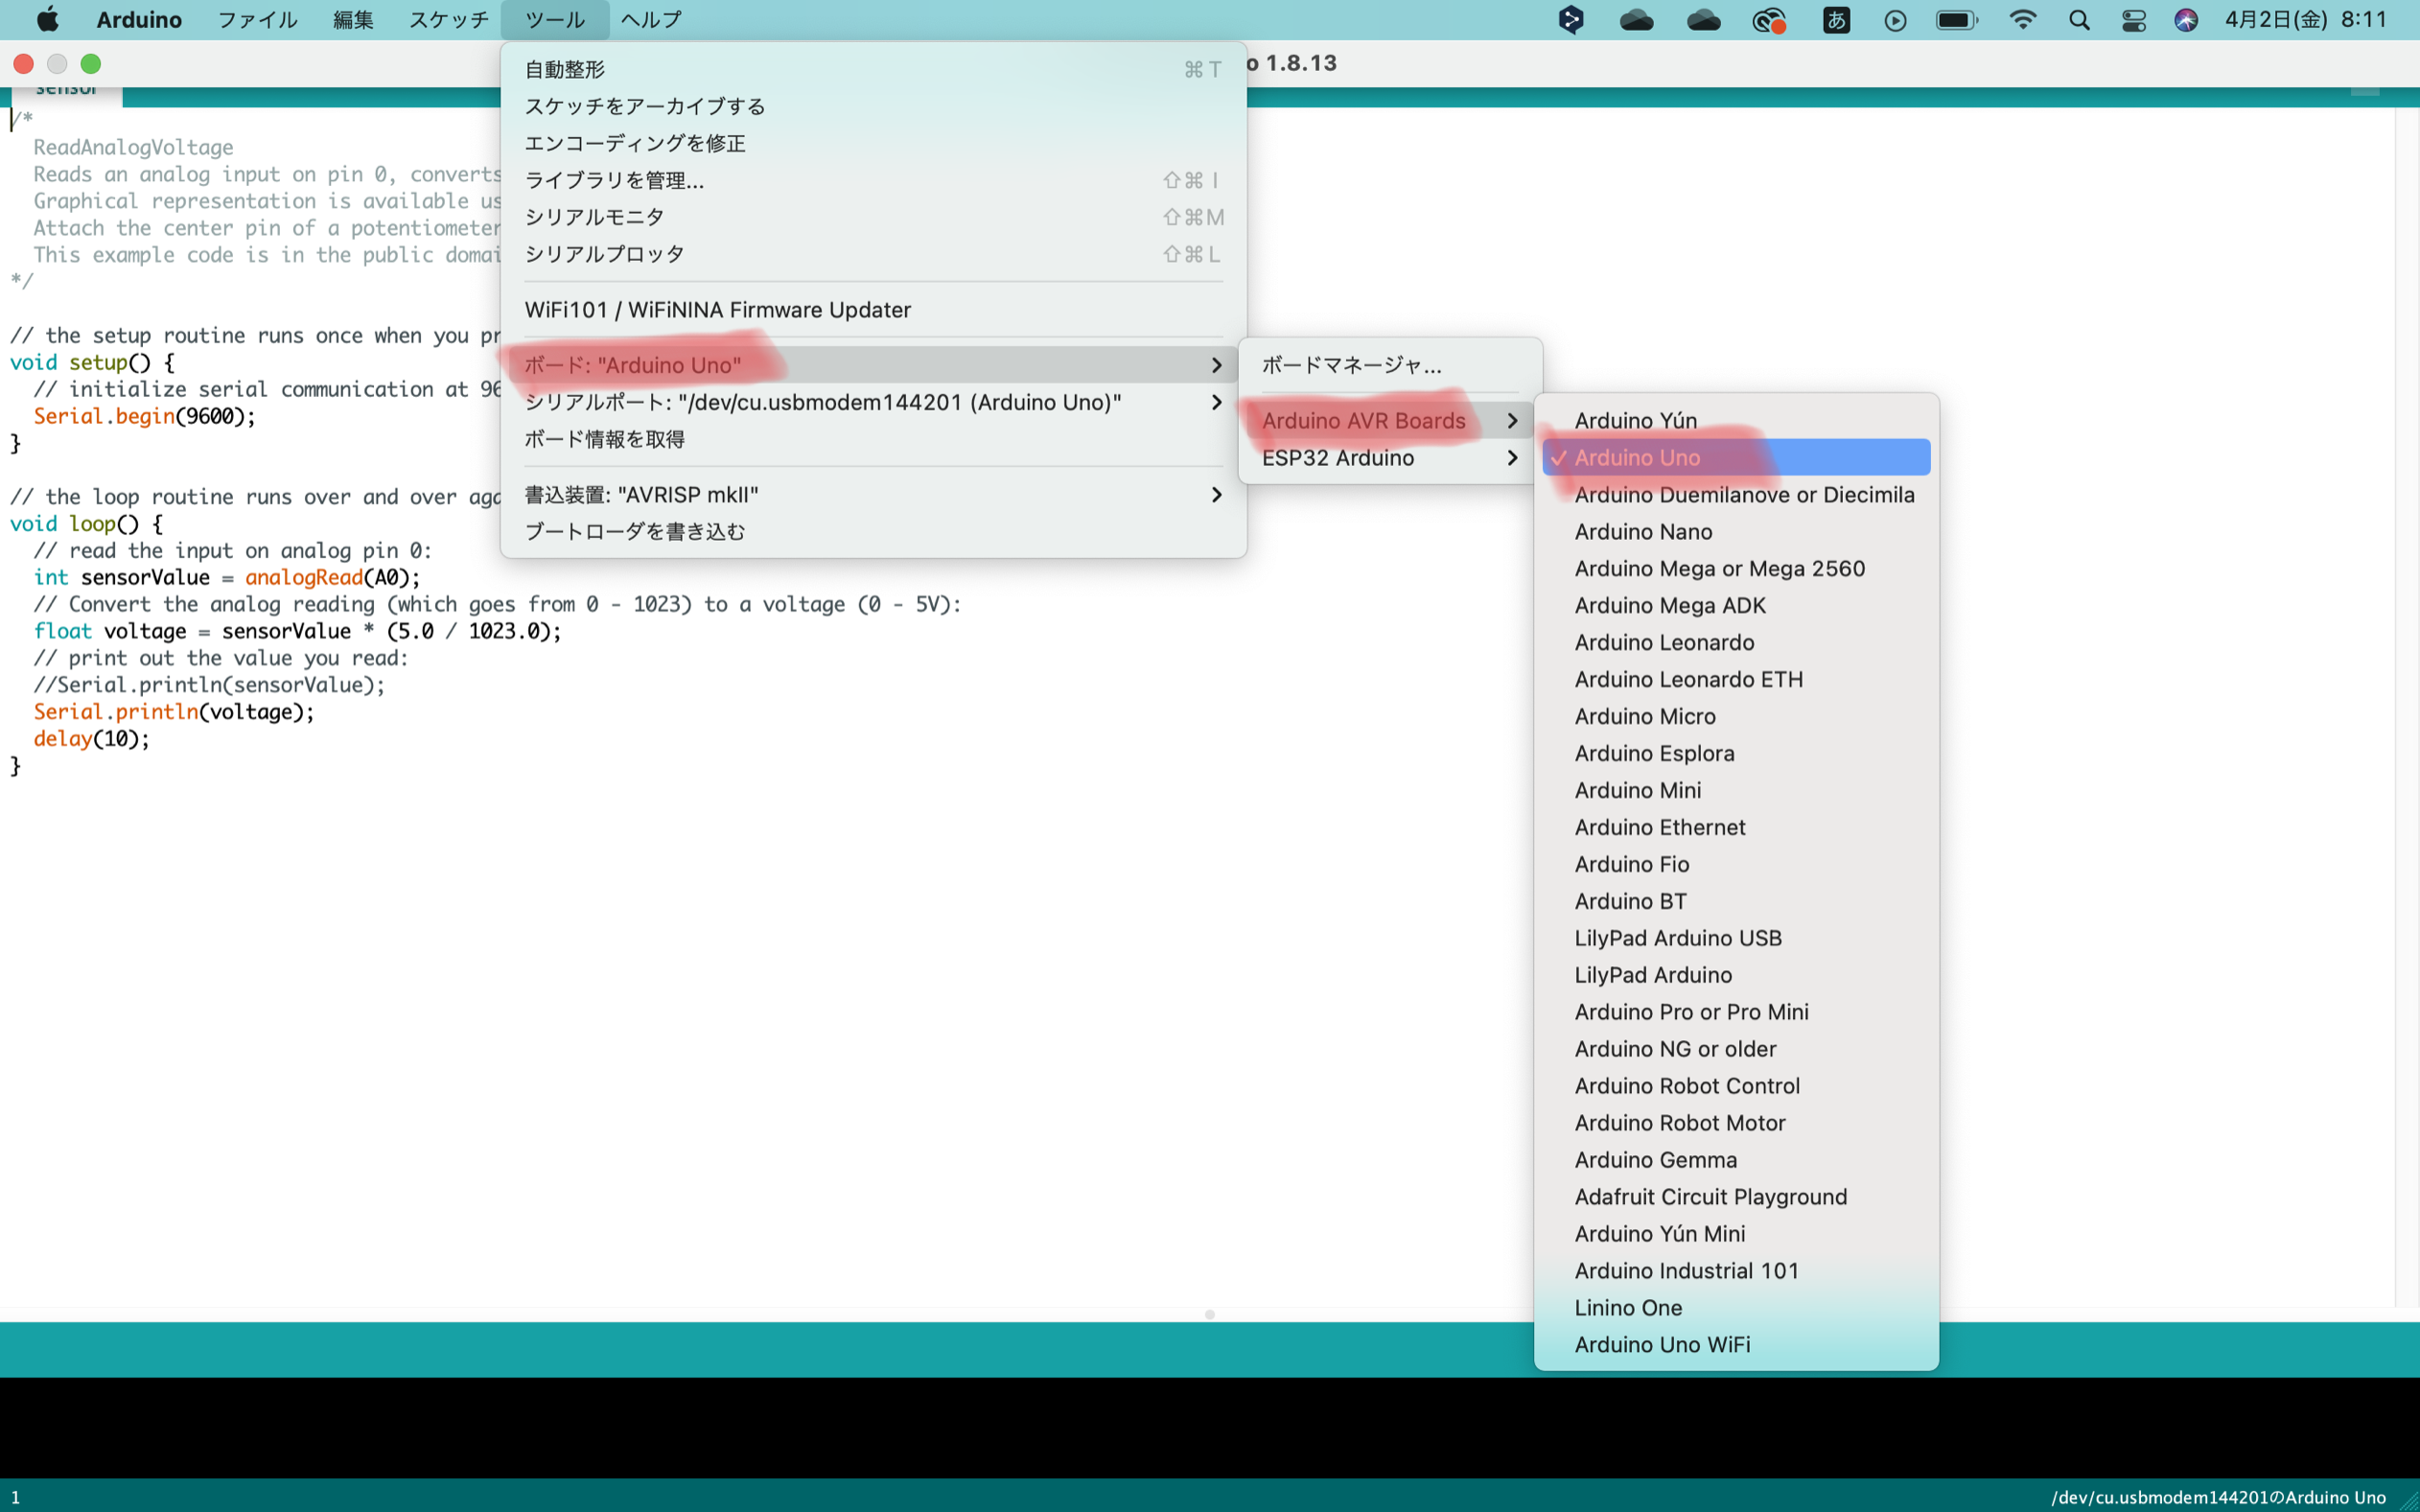 Arduino ファイル 編集 スケッチ ツール ヘルプ あ 4月2日(金) 8:11
o 1.8.13
sensor
/*
ReadAnalogVoltage
Reads an analog input on pin 0, converts
Graphical representation is available us
Attach the center pin of a potentiometer
This example code is in the public domai
*/
// the setup routine runs once when you pr
void setup() {
// initialize serial communication at 96
Serial.begin(9600);
}
// the loop routine runs over and over aga
void loop() {
// read the input on analog pin 0:
int sensorValue = analogRead(A0);
// Convert the analog reading (which goes from 0 - 1023) to a voltage (0 - 5V):
float voltage = sensorValue * (5.0 / 1023.0);
// print out the value you read:
//Serial.println(sensorValue);
Serial.println(voltage);
delay(10);
}
自動整形 ⌘T
スケッチをアーカイブする
エンコーディングを修正
ライブラリを管理... ⇧⌘I
シリアルモニタ ⇧⌘M
シリアルプロッタ ⇧⌘L
WiFi101 / WiFiNINA Firmware Updater
ボード: "Arduino Uno"
シリアルポート: "/dev/cu.usbmodem144201 (Arduino Uno)"
ボード情報を取得
書込装置: "AVRISP mkII"
ブートローダを書き込む
ボードマネージャ...
Arduino AVR Boards
ESP32 Arduino
Arduino Yún
✓ Arduino Uno
Arduino Duemilanove or Diecimila
Arduino Nano
Arduino Mega or Mega 2560
Arduino Mega ADK
Arduino Leonardo
Arduino Leonardo ETH
Arduino Micro
Arduino Esplora
Arduino Mini
Arduino Ethernet
Arduino Fio
Arduino BT
LilyPad Arduino USB
LilyPad Arduino
Arduino Pro or Pro Mini
Arduino NG or older
Arduino Robot Control
Arduino Robot Motor
Arduino Gemma
Adafruit Circuit Playground
Arduino Yún Mini
Arduino Industrial 101
Linino One
Arduino Uno WiFi
1 /dev/cu.usbmodem144201のArduino Uno